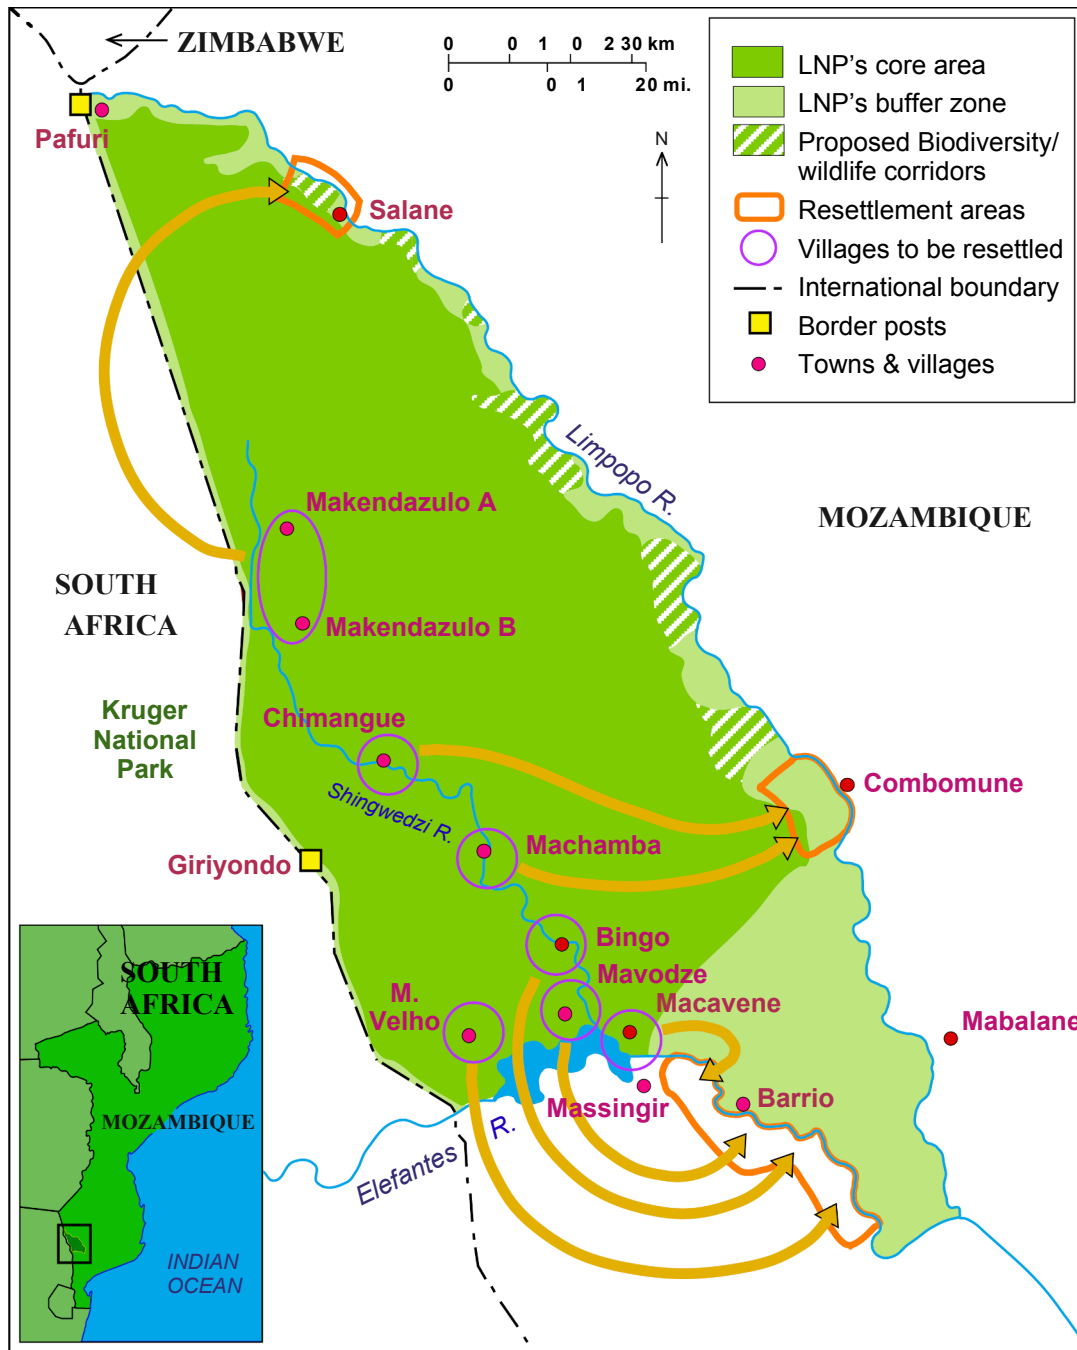 ZIMBABWE
0 0 1 0 2 30 km
0 0 1 20 mi.
N
LNP's core area
LNP's buffer zone
Proposed Biodiversity/
wildlife corridors
Resettlement areas
Villages to be resettled
International boundary
Border posts
Towns & villages
Pafuri
Salane
Limpopo R.
MOZAMBIQUE
Makendazulo A
SOUTH
AFRICA
Makendazulo B
Kruger
National
Park
Chimangue
Shingwedzi R.
Combomune
Machamba
Giriyondo
Bingo
Mavodze
M.
Velho
Macavene
Mabalane
Massingir
Barrio
Elefantes R.
SOUTH
AFRICA
MOZAMBIQUE
INDIAN
OCEAN